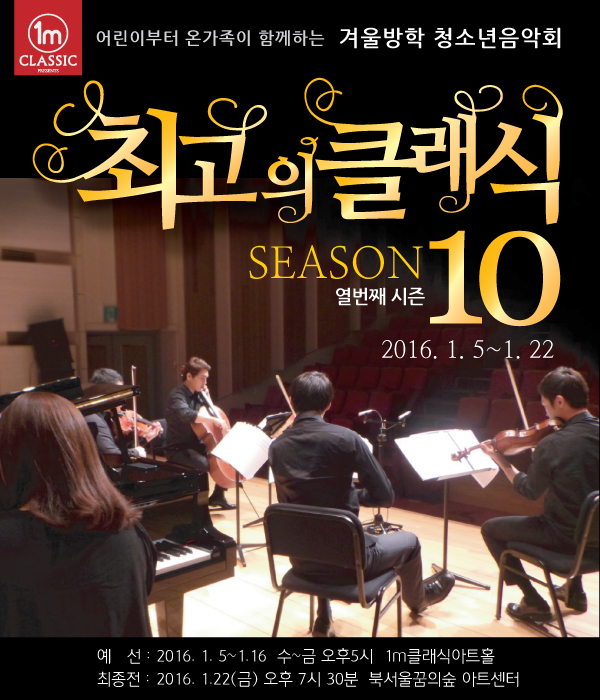 1m
CLASSIC
PRESENTS
어린이부터 온가족이 함께하는 겨울방학 청소년음악회
최고의클래식
SEASON 10
열번째 시즌
2016. 1. 5~1. 22
예 선 : 2016. 1. 5~1.16 수~금 오후5시 1m클래식아트홀
최종전 : 2016. 1.22(금) 오후 7시 30분 북서울꿈의숲 아트센터